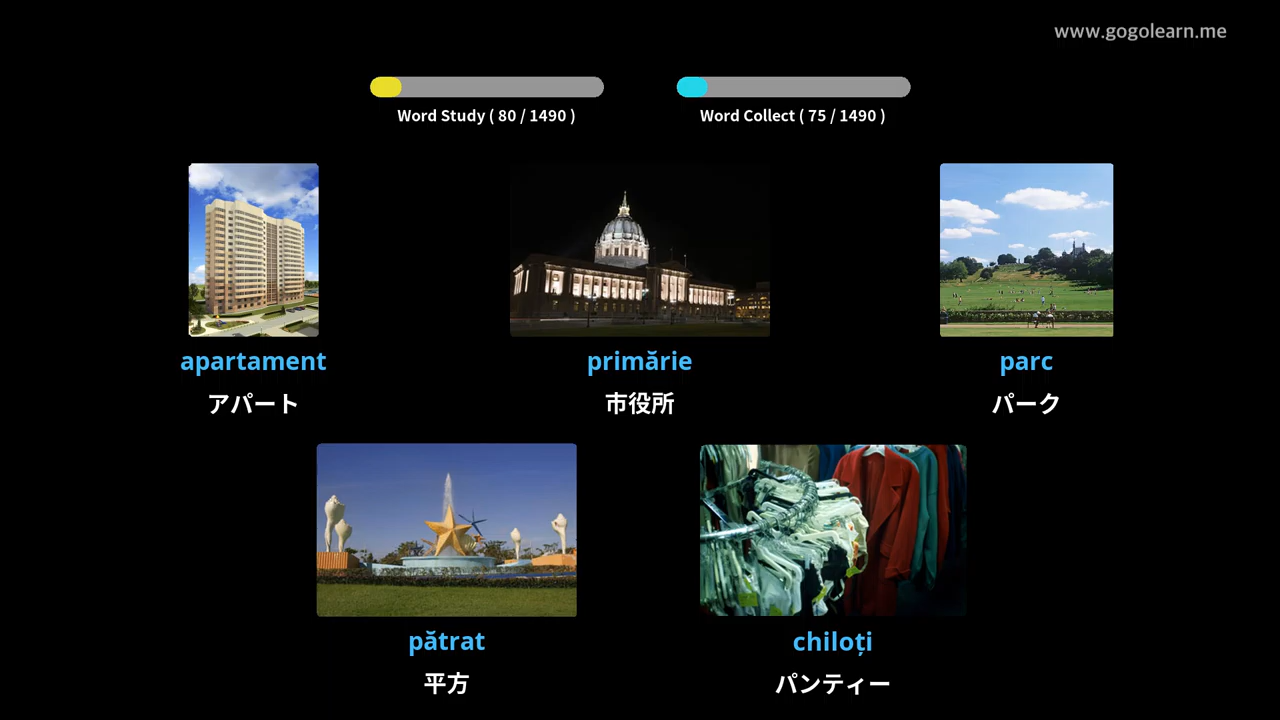 www.gogolearn.me
Word Study ( 80 / 1490 )
Word Collect ( 75 / 1490 )
apartament
アパート
primărie
市役所
parc
パーク
pătrat
平方
chiloți
パンティー